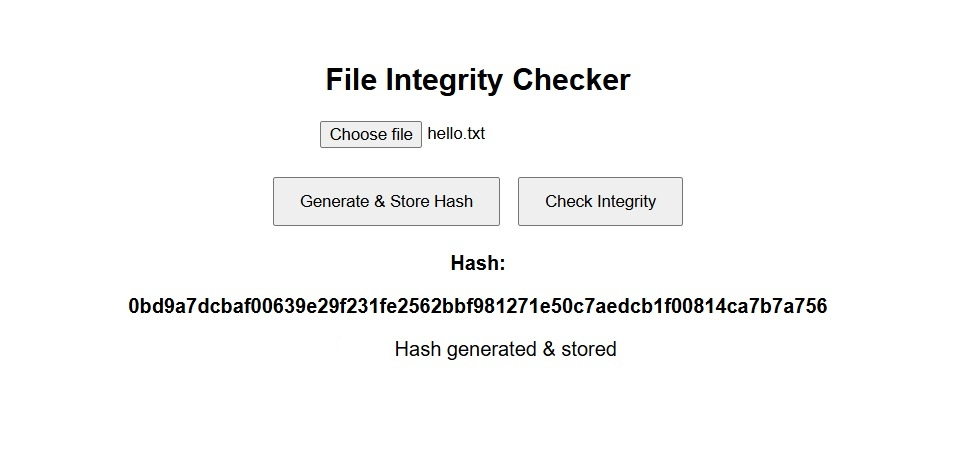 File Integrity Checker
Choose file hello.txt
Generate & Store Hash Check Integrity
Hash:
0bd9a7dcbaf00639e29f231fe2562bbf981271e50c7aedcb1f00814ca7b7a756
Hash generated & stored